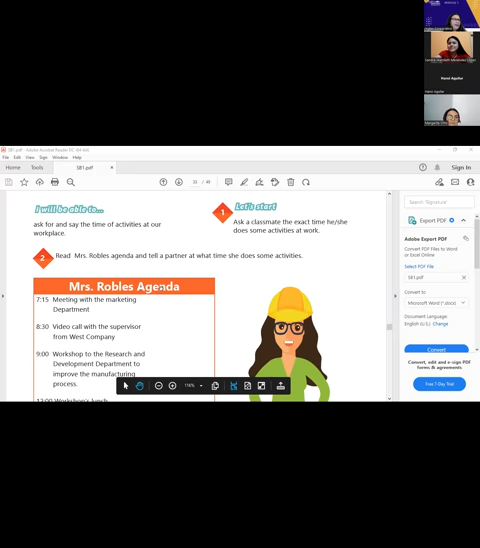 Hansi Aguilar
Hansi Aguilar
SB1.pdf - Adobe Acrobat Reader DC (64-bit)
File Edit View Sign Window Help
Home Tools SB1.pdf Sign In
116%
I will be able to...
ask for and say the time of activities at our
workplace.
1 Let's start
Ask a classmate the exact time he/she
does some activities at work.
2 Read Mrs. Robles agenda and tell a partner at what time she does some activities.
Mrs. Robles Agenda
7:15 Meeting with the marketing
Department
8:30 Video call with the supervisor
from West Company
9:00 Workshop to the Research and
Development Department to
improve the manufacturing
process.
12:00 Workshop's lunch
Export PDF
Adobe Export PDF
Convert PDF Files to Word
or Excel Online
Select PDF File
SB1.pdf
Convert to
Microsoft Word (*.docx)
Document Language:
English (U.S.) Change
Convert
Convert, edit and e-sign PDF
forms & agreements
Free 7-Day Trial